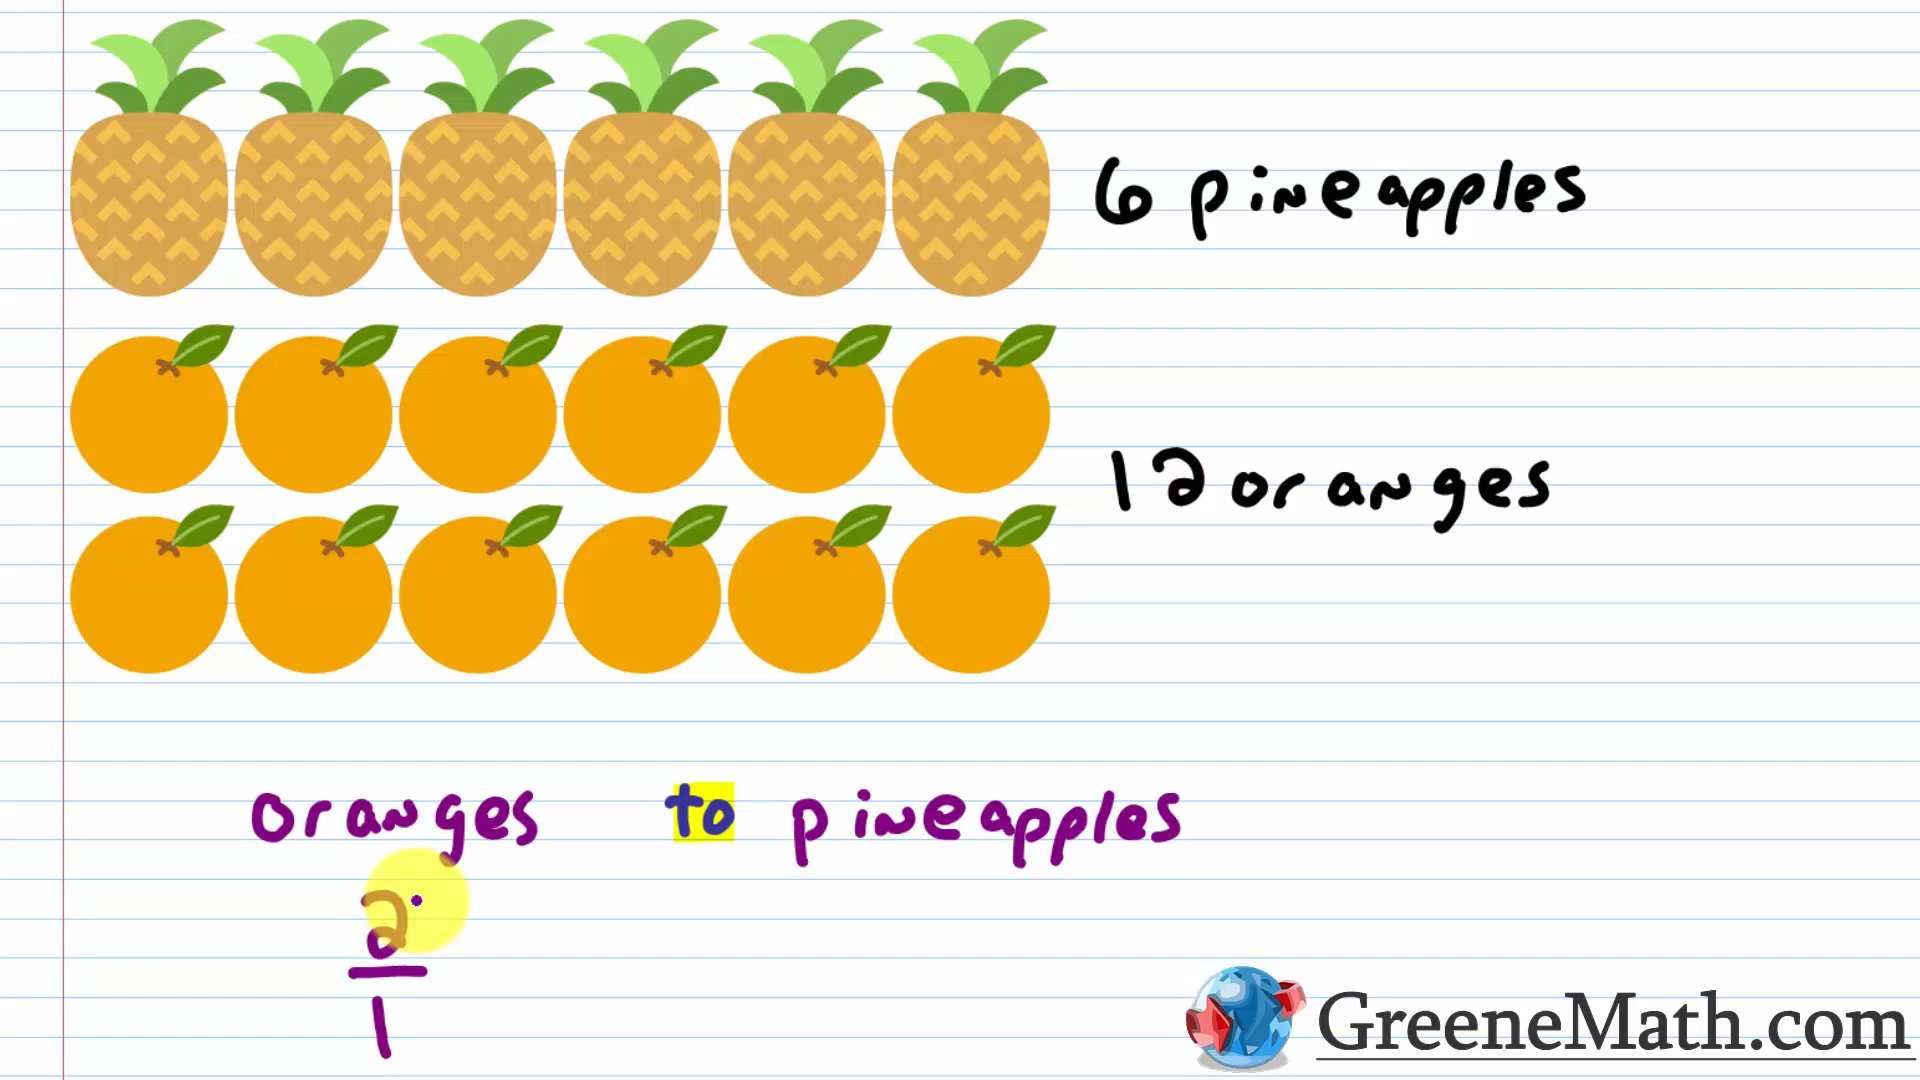 6 pineapples
12 oranges
oranges to pineapples
2
1
GreeneMath.com